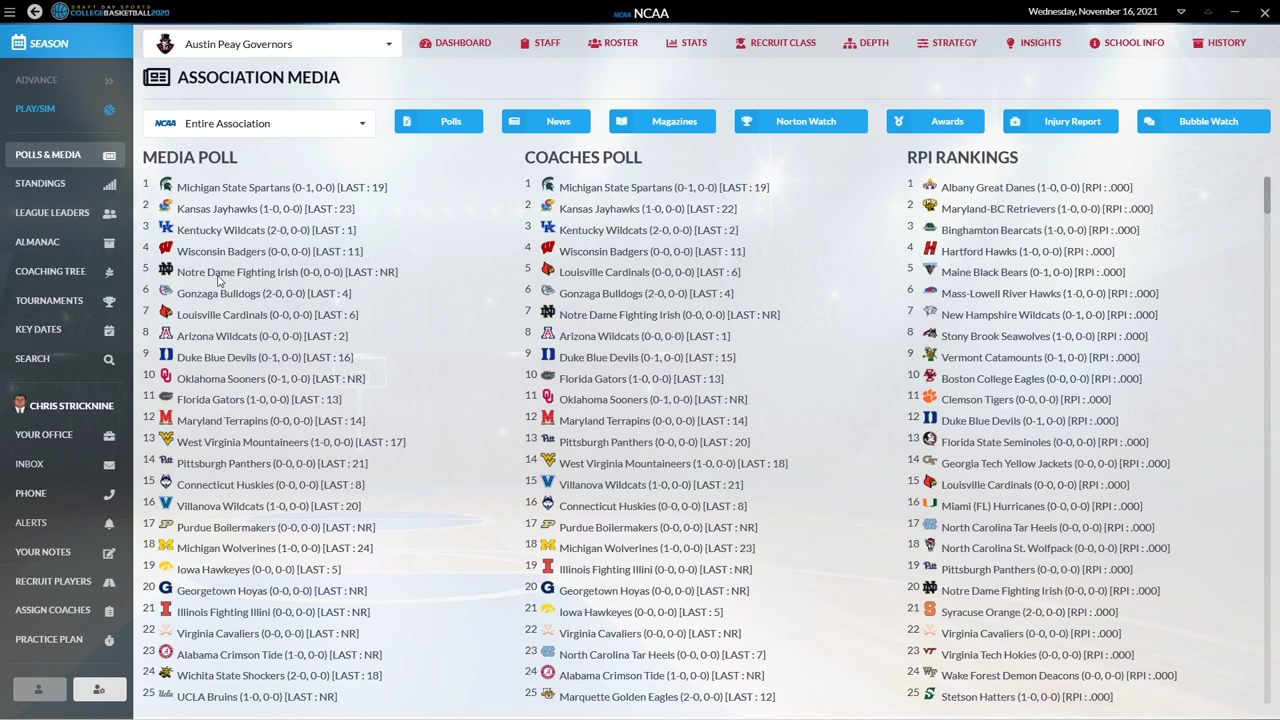 DRAFT DAY SPORTS
COLLEGE BASKETBALL 2020
NCAA NCAA
Wednesday, November 16, 2021
SEASON
Austin Peay Governors
DASHBOARD
STAFF
ROSTER
STATS
RECRUIT CLASS
DEPTH
STRATEGY
INSIGHTS
SCHOOL INFO
HISTORY
ADVANCE
PLAY/SIM
POLLS & MEDIA
STANDINGS
LEAGUE LEADERS
ALMANAC
COACHING TREE
TOURNAMENTS
KEY DATES
SEARCH
CHRIS STRICKNINE
YOUR OFFICE
INBOX
PHONE
ALERTS
YOUR NOTES
RECRUIT PLAYERS
ASSIGN COACHES
PRACTICE PLAN
ASSOCIATION MEDIA
NCAA Entire Association
Polls
News
Magazines
Norton Watch
Awards
Injury Report
Bubble Watch
MEDIA POLL
1 Michigan State Spartans (0-1, 0-0) [LAST : 19]
2 Kansas Jayhawks (1-0, 0-0) [LAST : 23]
3 Kentucky Wildcats (2-0, 0-0) [LAST : 1]
4 Wisconsin Badgers (0-0, 0-0) [LAST : 11]
5 Notre Dame Fighting Irish (0-0, 0-0) [LAST : NR]
6 Gonzaga Bulldogs (2-0, 0-0) [LAST : 4]
7 Louisville Cardinals (0-0, 0-0) [LAST : 6]
8 Arizona Wildcats (0-0, 0-0) [LAST : 2]
9 Duke Blue Devils (0-1, 0-0) [LAST : 16]
10 Oklahoma Sooners (0-1, 0-0) [LAST : NR]
11 Florida Gators (1-0, 0-0) [LAST : 13]
12 Maryland Terrapins (0-0, 0-0) [LAST : 14]
13 West Virginia Mountaineers (1-0, 0-0) [LAST : 17]
14 Pittsburgh Panthers (0-0, 0-0) [LAST : 21]
15 Connecticut Huskies (0-0, 0-0) [LAST : 8]
16 Villanova Wildcats (1-0, 0-0) [LAST : 20]
17 Purdue Boilermakers (0-0, 0-0) [LAST : NR]
18 Michigan Wolverines (1-0, 0-0) [LAST : 24]
19 Iowa Hawkeyes (0-0, 0-0) [LAST : 5]
20 Georgetown Hoyas (0-0, 0-0) [LAST : NR]
21 Illinois Fighting Illini (0-0, 0-0) [LAST : NR]
22 Virginia Cavaliers (0-0, 0-0) [LAST : NR]
23 Alabama Crimson Tide (1-0, 0-0) [LAST : NR]
24 Wichita State Shockers (2-0, 0-0) [LAST : 18]
25 UCLA Bruins (1-0, 0-0) [LAST : NR]
COACHES POLL
1 Michigan State Spartans (0-1, 0-0) [LAST : 19]
2 Kansas Jayhawks (1-0, 0-0) [LAST : 22]
3 Kentucky Wildcats (2-0, 0-0) [LAST : 2]
4 Wisconsin Badgers (0-0, 0-0) [LAST : 11]
5 Louisville Cardinals (0-0, 0-0) [LAST : 6]
6 Gonzaga Bulldogs (2-0, 0-0) [LAST : 4]
7 Notre Dame Fighting Irish (0-0, 0-0) [LAST : NR]
8 Arizona Wildcats (0-0, 0-0) [LAST : 1]
9 Duke Blue Devils (0-1, 0-0) [LAST : 15]
10 Florida Gators (1-0, 0-0) [LAST : 13]
11 Oklahoma Sooners (0-1, 0-0) [LAST : NR]
12 Maryland Terrapins (0-0, 0-0) [LAST : 14]
13 Pittsburgh Panthers (0-0, 0-0) [LAST : 20]
14 West Virginia Mountaineers (1-0, 0-0) [LAST : 18]
15 Villanova Wildcats (1-0, 0-0) [LAST : 21]
16 Connecticut Huskies (0-0, 0-0) [LAST : 8]
17 Purdue Boilermakers (0-0, 0-0) [LAST : NR]
18 Michigan Wolverines (1-0, 0-0) [LAST : 23]
19 Illinois Fighting Illini (0-0, 0-0) [LAST : NR]
20 Georgetown Hoyas (0-0, 0-0) [LAST : NR]
21 Iowa Hawkeyes (0-0, 0-0) [LAST : 5]
22 Virginia Cavaliers (0-0, 0-0) [LAST : NR]
23 North Carolina Tar Heels (0-0, 0-0) [LAST : 7]
24 Alabama Crimson Tide (1-0, 0-0) [LAST : NR]
25 Marquette Golden Eagles (2-0, 0-0) [LAST : 12]
RPI RANKINGS
1 Albany Great Danes (1-0, 0-0) [RPI : .000]
2 Maryland-BC Retrievers (1-0, 0-0) [RPI : .000]
3 Binghamton Bearcats (1-0, 0-0) [RPI : .000]
4 Hartford Hawks (1-0, 0-0) [RPI : .000]
5 Maine Black Bears (0-1, 0-0) [RPI : .000]
6 Mass-Lowell River Hawks (1-0, 0-0) [RPI : .000]
7 New Hampshire Wildcats (0-1, 0-0) [RPI : .000]
8 Stony Brook Seawolves (1-0, 0-0) [RPI : .000]
9 Vermont Catamounts (0-1, 0-0) [RPI : .000]
10 Boston College Eagles (0-0, 0-0) [RPI : .000]
11 Clemson Tigers (1-0, 0-0) [RPI : .000]
12 Duke Blue Devils (0-1, 0-0) [RPI : .000]
13 Florida State Seminoles (0-0, 0-0) [RPI : .000]
14 Georgia Tech Yellow Jackets (0-0, 0-0) [RPI : .000]
15 Louisville Cardinals (0-0, 0-0) [RPI : .000]
16 Miami (FL) Hurricanes (0-0, 0-0) [RPI : .000]
17 North Carolina Tar Heels (0-0, 0-0) [RPI : .000]
18 North Carolina St. Wolfpack (0-0, 0-0) [RPI : .000]
19 Pittsburgh Panthers (0-0, 0-0) [RPI : .000]
20 Notre Dame Fighting Irish (0-0, 0-0) [RPI : .000]
21 Syracuse Orange (2-0, 0-0) [RPI : .000]
22 Virginia Cavaliers (0-0, 0-0) [RPI : .000]
23 Virginia Tech Hokies (0-0, 0-0) [RPI : .000]
24 Wake Forest Demon Deacons (0-0, 0-0) [RPI : .000]
25 Stetson Hatters (1-0, 0-0) [RPI : .000]